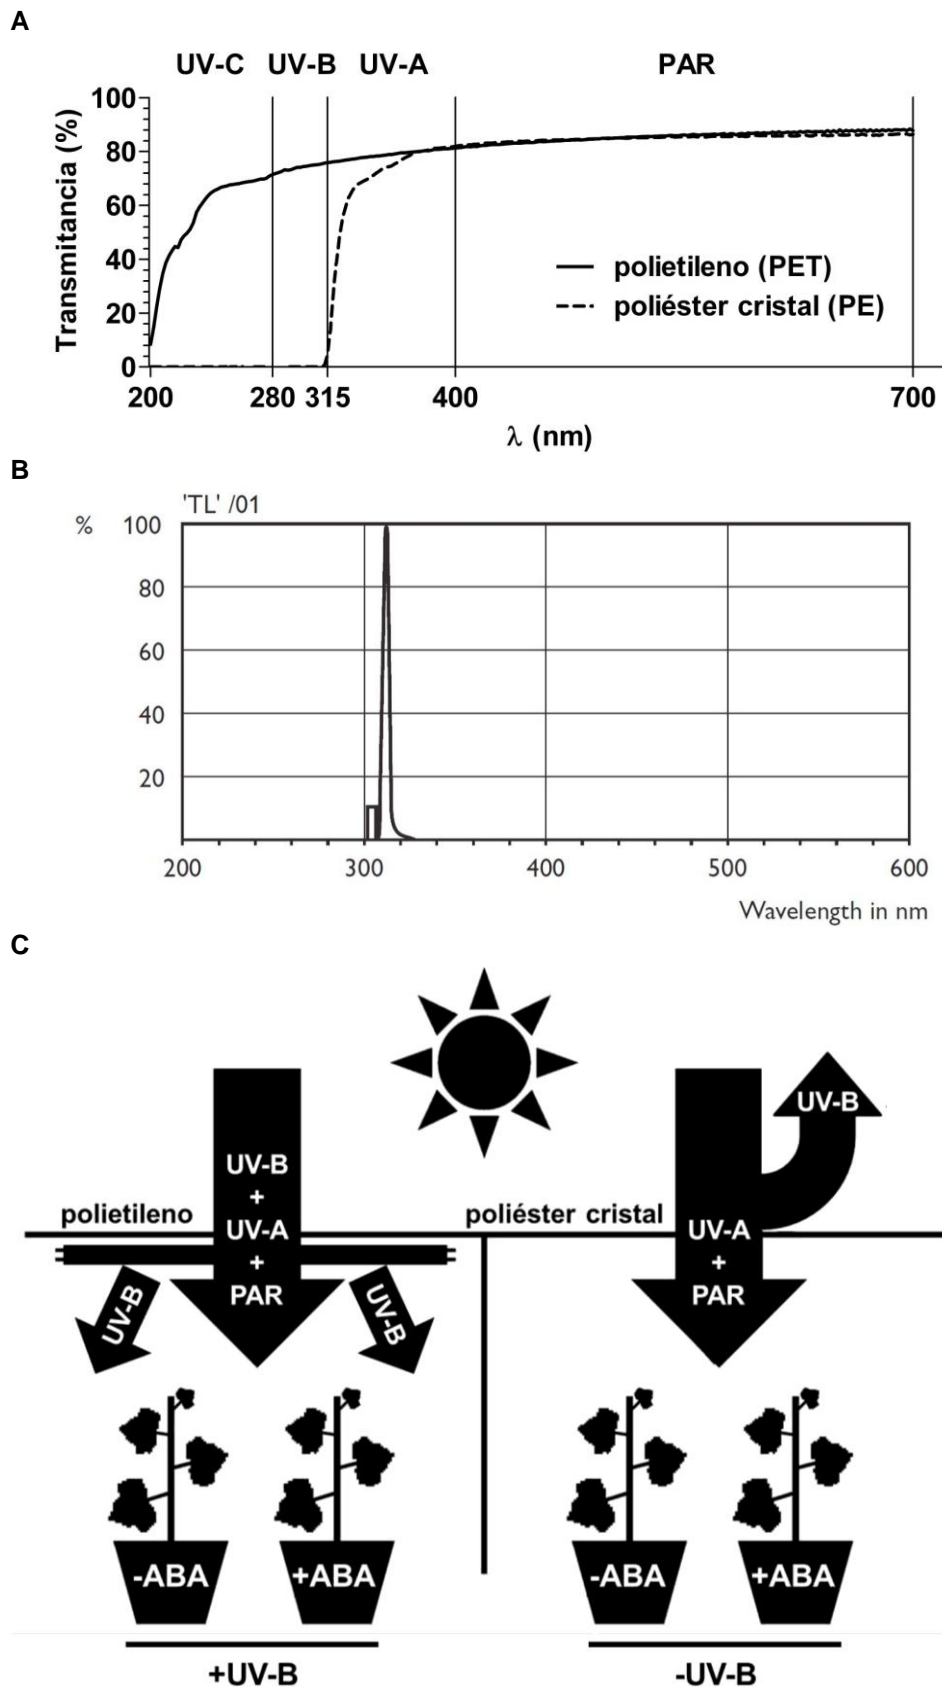 A
UV-C UV-B UV-A PAR
100
80
60
40
20
0
Transmitancia (%)
polietileno (PET)
poliéster cristal (PE)
200 280 315 400 700
λ (nm)
B
'TL' /01
% 100
80
60
40
20
200 300 400 500 600
Wavelength in nm
C
UV-B
UV-B
+
polietileno
poliéster cristal
UV-A
+
PAR
UV-A
+
PAR
UV-B
UV-B
-ABA +ABA -ABA +ABA
+UV-B -UV-B